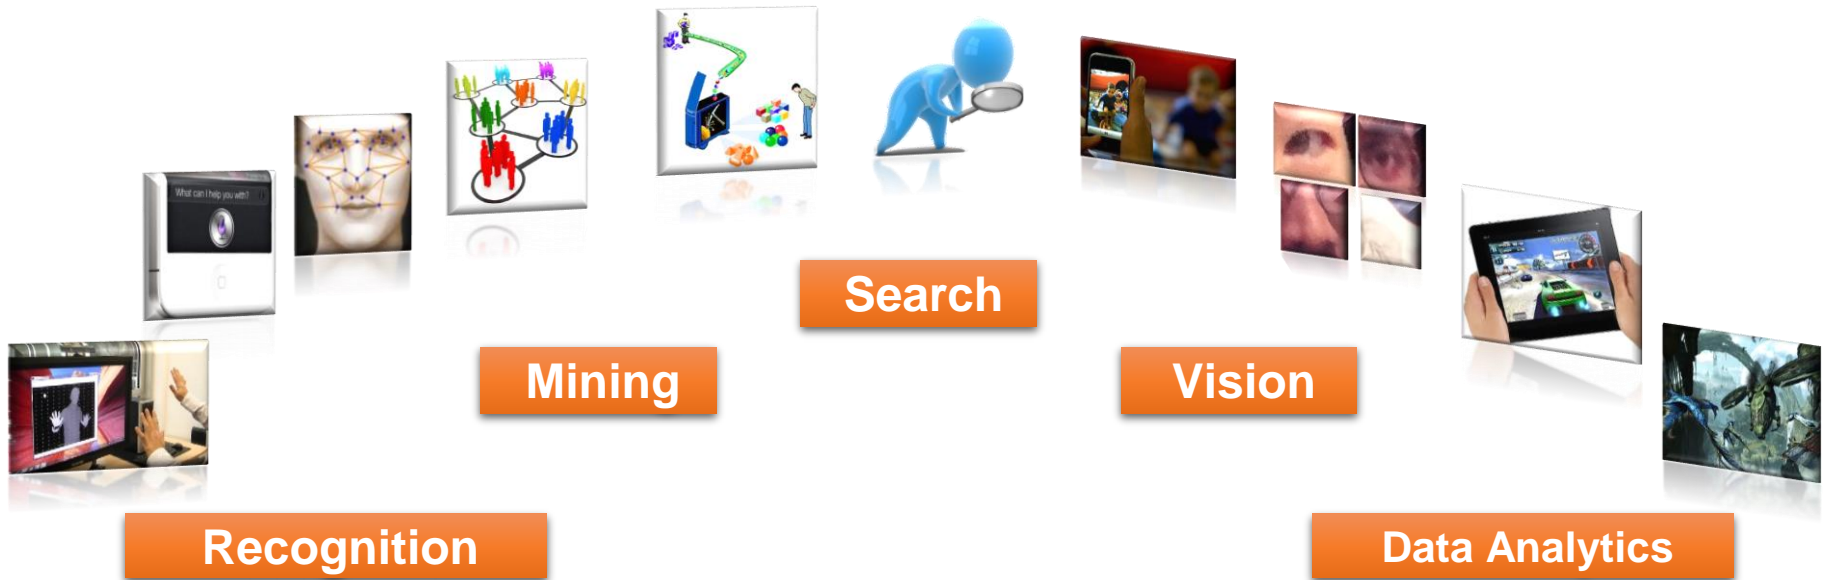 What can I help you with?
Search
Mining
Vision
Recognition
Data Analytics